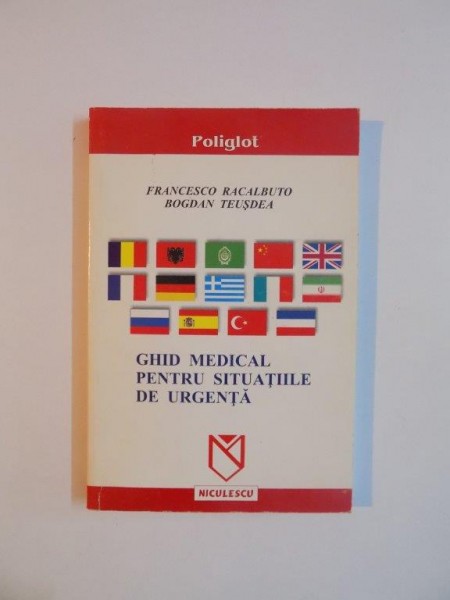 Poliglot
FRANCESCO RACALBUTO
BOGDAN TEUȘDEA
GHID MEDICAL
PENTRU SITUAȚIILE
DE URGENȚĂ
NICULESCU